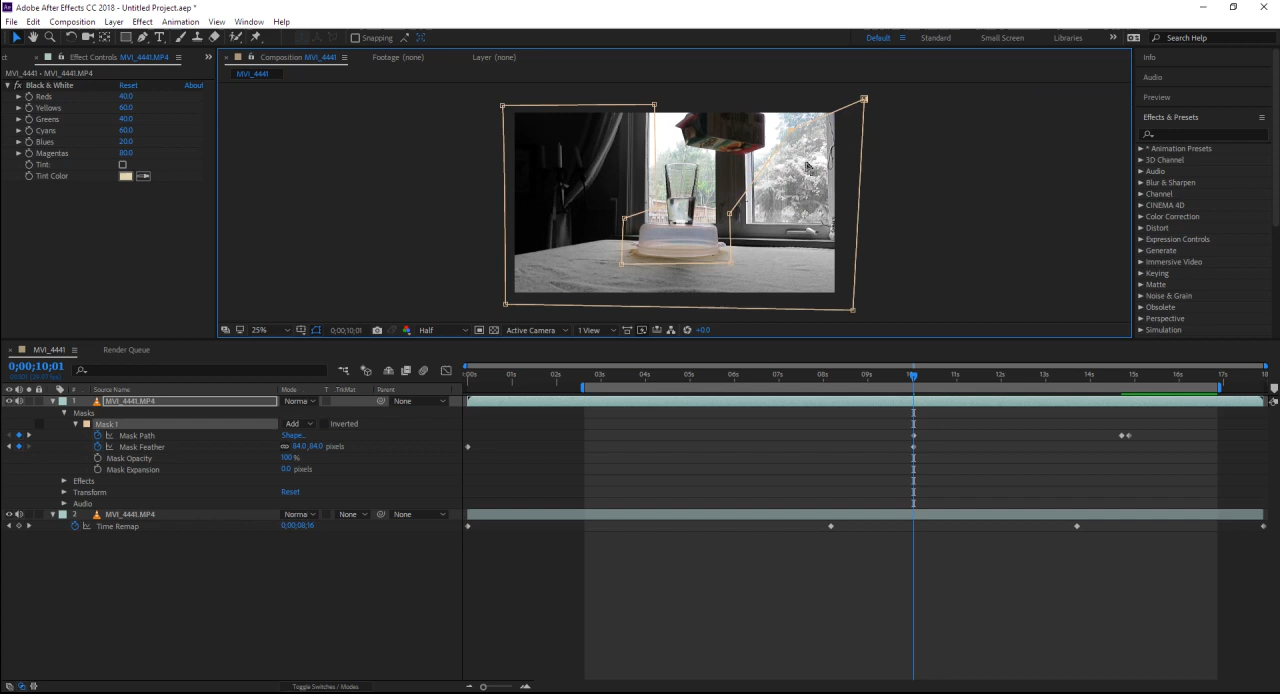 Adobe After Effects CC 2018 - Untitled Project.aep *
File Edit Composition Layer Effect Animation View Window Help
Snapping
Default Standard Small Screen Libraries Search Help
Effect Controls MVI_4441.MP4
MVI_4441 • MVI_4441.MP4
fx Black & White Reset About
Reds 40.0
Yellows 60.0
Greens 40.0
Cyans 60.0
Blues 20.0
Magentas 80.0
Tint:
Tint Color
Composition MVI_4441 Footage (none) Layer (none)
MVI_4441
25% 0;00;10;01 Half Active Camera 1 View +0.0
Info
Audio
Preview
Effects & Presets
* Animation Presets
3D Channel
Audio
Blur & Sharpen
Channel
CINEMA 4D
Color Correction
Distort
Expression Controls
Generate
Immersive Video
Keying
Matte
Noise & Grain
Obsolete
Perspective
Simulation
MVI_4441 Render Queue
0;00;10;01
# Source Name Mode T .TrkMat Parent
:00s 01s 02s 03s 04s 05s 06s 07s 08s 09s 11s 12s 13s 14s 15s 16s 17s 18
1 MVI_4441.MP4 Norma None
Masks
Mask 1 Add Inverted
Mask Path Shape...
Mask Feather 84.0,84.0 pixels
Mask Opacity 100 %
Mask Expansion 0.0 pixels
Effects
Transform Reset
Audio
2 MVI_4441.MP4 Norma None None
Time Remap 0;00;08;16
Toggle Switches / Modes